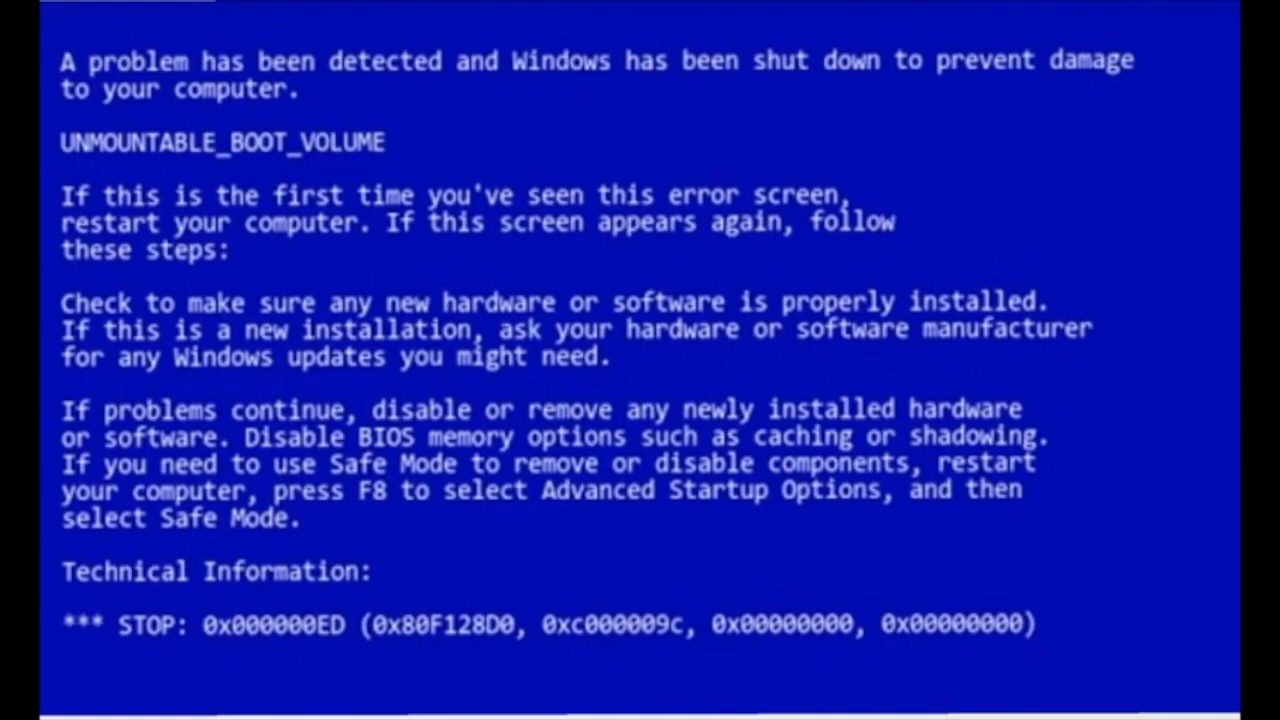 A problem has been detected and Windows has been shut down to prevent damage
to your computer.
UNMOUNTABLE_BOOT_VOLUME
If this is the first time you've seen this error screen,
restart your computer. If this screen appears again, follow
these steps:
Check to make sure any new hardware or software is properly installed.
If this is a new installation, ask your hardware or software manufacturer
for any Windows updates you might need.
If problems continue, disable or remove any newly installed hardware
or software. Disable BIOS memory options such as caching or shadowing.
If you need to use Safe Mode to remove or disable components, restart
your computer, press F8 to select Advanced Startup Options, and then
select Safe Mode.
Technical Information:
*** STOP: 0x000000ED (0x80F128D0, 0xc000009c, 0x00000000, 0x00000000)